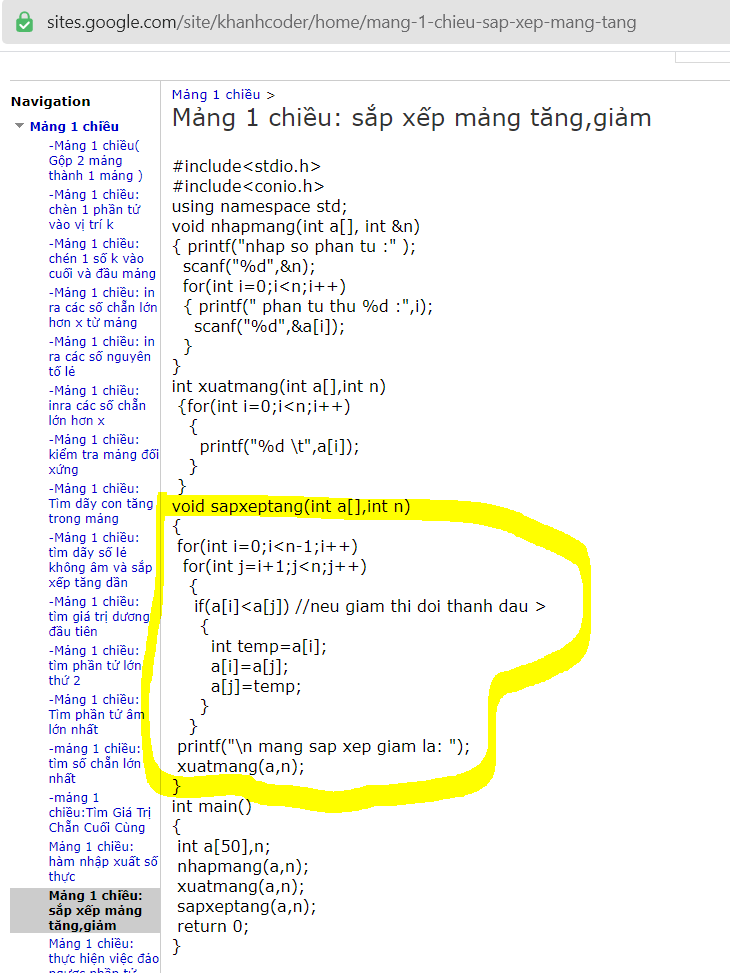 sites.google.com/site/khanhcoder/home/mang-1-chieu-sap-xep-mang-tang
Navigation
Mảng 1 chiều
-Mảng 1 chiều(
Gộp 2 mảng
thành 1 mảng )
-Mảng 1 chiều:
chèn 1 phần tử
vào vị trí k
-Mảng 1 chiều:
chén 1 số k vào
cuối và đầu mảng
-Mảng 1 chiều: in
ra các số chẵn lớn
hơn x từ mảng
-Mảng 1 chiều: in
ra các số nguyên
tố lẻ
-Mảng 1 chiều:
inra các số chẵn
lớn hơn x
-Mảng 1 chiều:
kiểm tra mảng đối
xứng
-Mảng 1 chiều:
Tìm dãy con tăng
trong mảng
-Mảng 1 chiều:
tìm dãy số lẻ
không âm và sắp
xếp tăng dần
-Mảng 1 chiều:
tìm giá trị dương
đầu tiên
-Mảng 1 chiều:
tìm phần tử lớn
thứ 2
-Mảng 1 chiều:
Tìm phần tử âm
lớn nhất
-mảng 1 chiều:
tìm số chẵn lớn
nhất
-mảng 1
chiều:Tìm Giá Trị
Chẵn Cuối Cùng
Mảng 1 chiều:
hàm nhập xuất số
thực
Mảng 1 chiều:
sắp xếp mảng
tăng,giảm
Mảng 1 chiều:
thực hiện việc đảo
ngược phần tử
Mảng 1 chiều >
Mảng 1 chiều: sắp xếp mảng tăng,giảm
#include<stdio.h>
#include<conio.h>
using namespace std;
void nhapmang(int a[], int &n)
{ printf("nhap so phan tu :" );
scanf("%d",&n);
for(int i=0;i<n;i++)
{ printf(" phan tu thu %d :",i);
scanf("%d",&a[i]);
}
}
int xuatmang(int a[],int n)
{for(int i=0;i<n;i++)
{
printf("%d \t",a[i]);
}
}
void sapxeptang(int a[],int n)
{
for(int i=0;i<n-1;i++)
for(int j=i+1;j<n;j++)
{
if(a[i]<a[j]) //neu giam thi doi thanh dau >
{
int temp=a[i];
a[i]=a[j];
a[j]=temp;
}
}
printf("\n mang sap xep giam la: ");
xuatmang(a,n);
}
int main()
{
int a[50],n;
nhapmang(a,n);
xuatmang(a,n);
sapxeptang(a,n);
return 0;
}